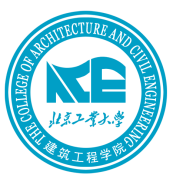 THE COLLEGE OF ARCHITECTURE AND CIVIL ENGINEERING
ACE
北京工业大学
建筑工程学院